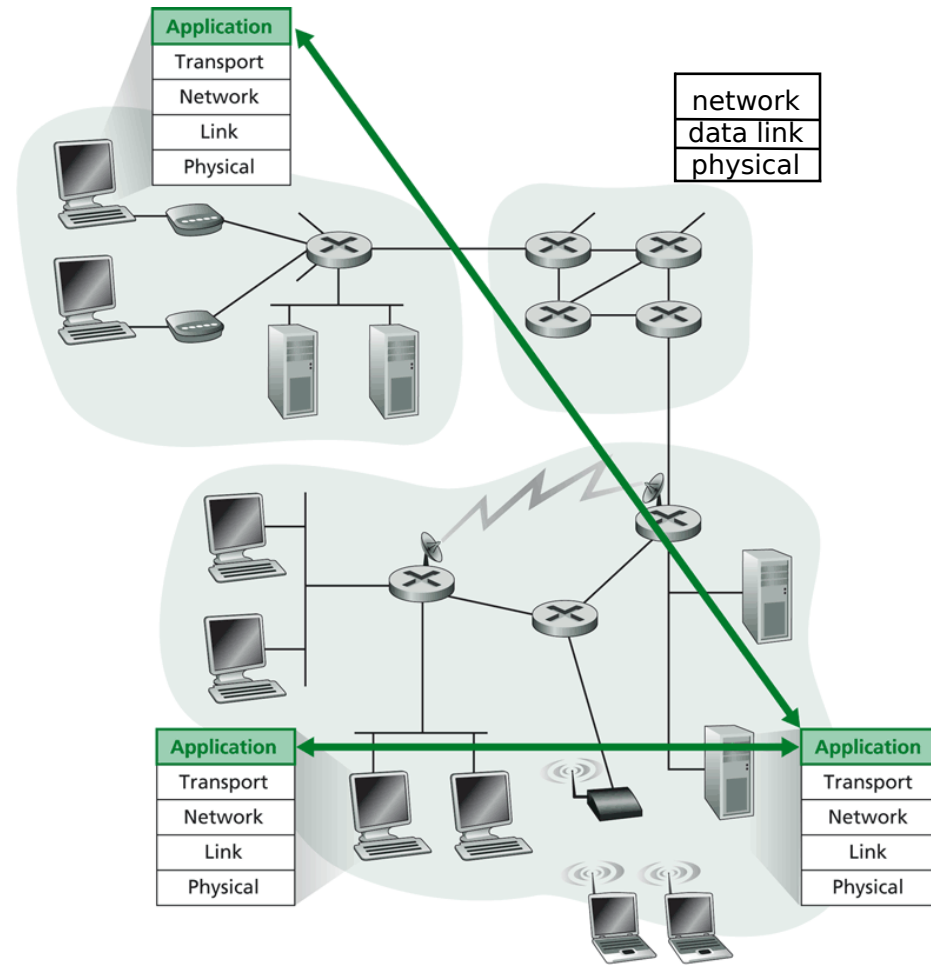 Application
Transport
Network
Link
Physical
network
data link
physical
Application
Transport
Network
Link
Physical
Application
Transport
Network
Link
Physical